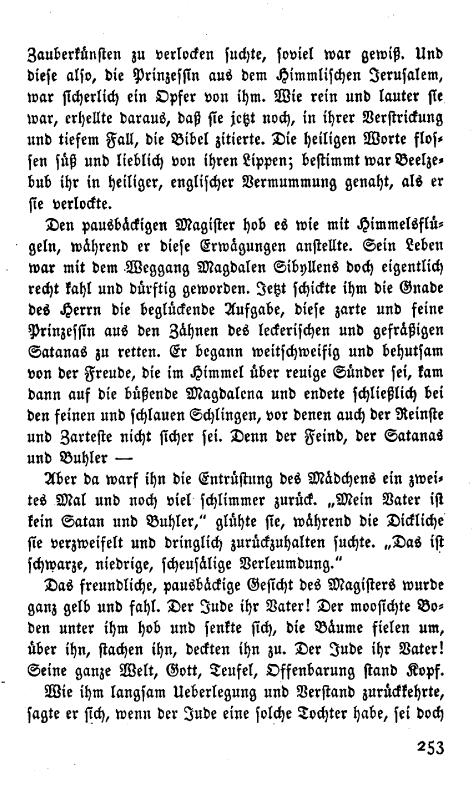 Zauberkünsten zu verlocken suchte, soviel war gewiß. Und
diese also, die Prinzessin aus dem Himmlischen Jerusalem,
war sicherlich ein Opfer von ihm. Wie rein und lauter sie
war, erhellte daraus, daß sie jetzt noch, in ihrer Verstrickung
und tiefem Fall, die Bibel zitierte. Die heiligen Worte flos-
sen süß und lieblich von ihren Lippen; bestimmt war Beelze-
bub ihr in heiliger, englischer Vermummung genaht, als er
sie verlockte.
Den pausbäckigen Magister hob es wie mit Himmelsflü-
geln, während er diese Erwägungen anstellte. Sein Leben
war mit dem Weggang Magdalen Sibyllens doch eigentlich
recht kahl und dürftig geworden. Jetzt schickte ihm die Gnade
des Herrn die beglückende Aufgabe, diese zarte und feine
Prinzessin aus den Zähnen des leckerischen und gefräßigen
Satanas zu retten. Er begann weitschweifig und behutsam
von der Freude, die im Himmel über reuige Sünder sei, kam
dann auf die büßende Magdalena und endete schließlich bei
den feinen und schlauen Schlingen, vor denen auch der Reinste
und Zarteste nicht sicher sei. Denn der Feind, der Satanas
und Buhler —
Aber da warf ihn die Entrüstung des Mädchens ein zwei-
tes Mal und noch viel schlimmer zurück. „Mein Vater ist
kein Satan und Buhler,“ glühte sie, während die Dickliche
sie verzweifelt und dringlich zurückzuhalten suchte. „Das ist
schwarze, niedrige, scheusälige Verleumdung.“
Das freundliche, pausbäckige Gesicht des Magisters wurde
ganz gelb und fahl. Der Jude ihr Vater! Der moosichte Bo-
den unter ihm hob und senkte sich, die Bäume fielen um,
über ihn, stachen ihn, deckten ihn zu. Der Jude ihr Vater!
Seine ganze Welt, Gott, Teufel, Offenbarung stand Kopf.
Wie ihm langsam Ueberlegung und Verstand zurückkehrte,
sagte er sich, wenn der Jude eine solche Tochter habe, sei doch
253